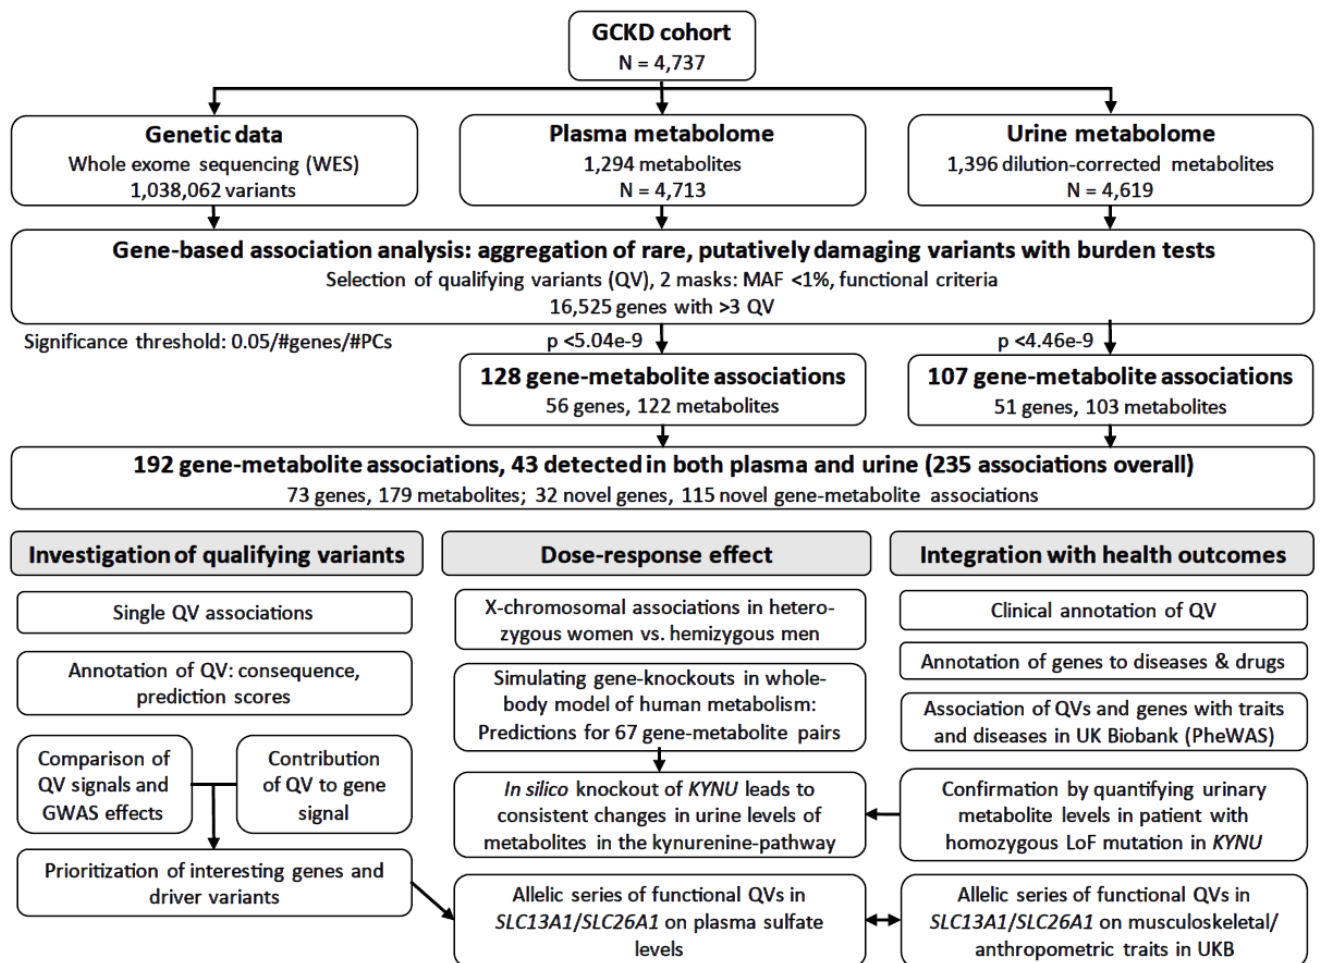 GCKD cohort
N = 4,737
Genetic data
Whole exome sequencing (WES)
1,038,062 variants
Plasma metabolome
1,294 metabolites
N = 4,713
Urine metabolome
1,396 dilution-corrected metabolites
N = 4,619
Gene-based association analysis: aggregation of rare, putatively damaging variants with burden tests
Selection of qualifying variants (QV), 2 masks: MAF <1%, functional criteria
16,525 genes with >3 QV
Significance threshold: 0.05/#genes/#PCs
p <5.04e-9
p <4.46e-9
128 gene-metabolite associations
56 genes, 122 metabolites
107 gene-metabolite associations
51 genes, 103 metabolites
192 gene-metabolite associations, 43 detected in both plasma and urine (235 associations overall)
73 genes, 179 metabolites; 32 novel genes, 115 novel gene-metabolite associations
Investigation of qualifying variants
Single QV associations
Annotation of QV: consequence,
prediction scores
Comparison of
QV signals and
GWAS effects
Contribution
of QV to gene
signal
Prioritization of interesting genes and
driver variants
Dose-response effect
X-chromosomal associations in hetero-
zygous women vs. hemizygous men
Simulating gene-knockouts in whole-
body model of human metabolism:
Predictions for 67 gene-metabolite pairs
In silico knockout of KYNU leads to
consistent changes in urine levels of
metabolites in the kynurenine-pathway
Allelic series of functional QVs in
SLC13A1/SLC26A1 on plasma sulfate
levels
Integration with health outcomes
Clinical annotation of QV
Annotation of genes to diseases & drugs
Association of QVs and genes with traits
and diseases in UK Biobank (PheWAS)
Confirmation by quantifying urinary
metabolite levels in patient with
homozygous LoF mutation in KYNU
Allelic series of functional QVs in
SLC13A1/SLC26A1 on musculoskeletal/
anthropometric traits in UKB